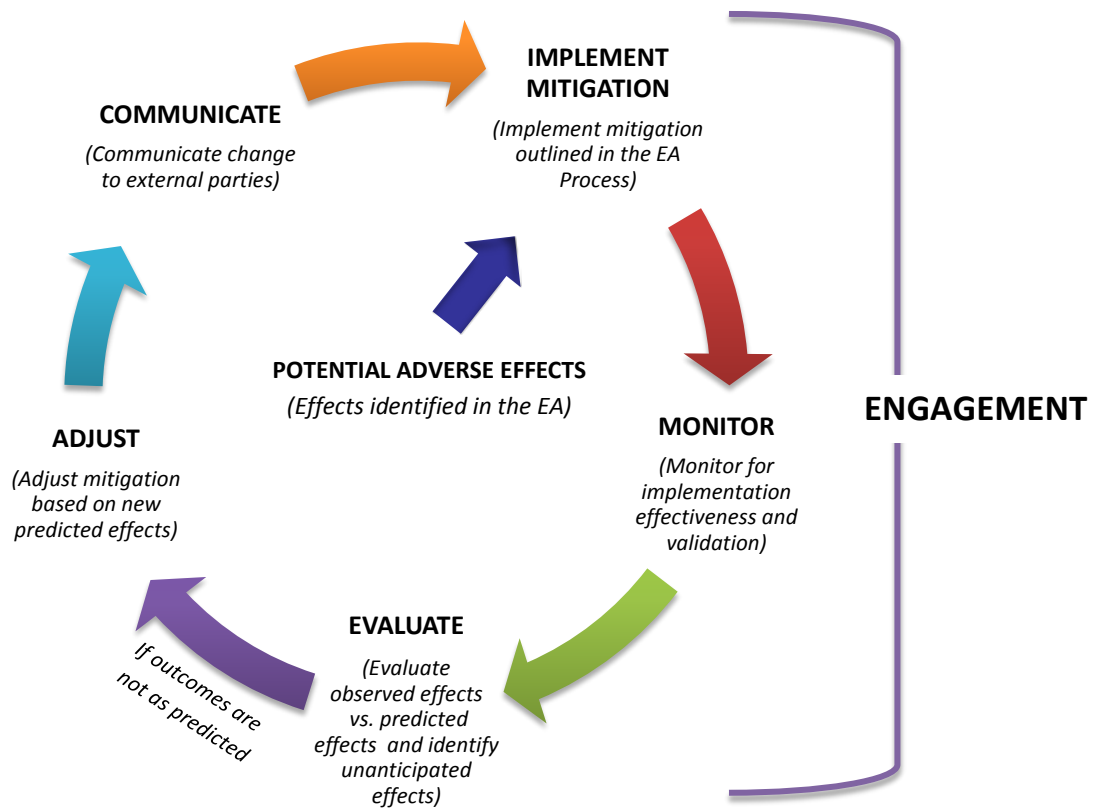 IMPLEMENT
MITIGATION
(Implement mitigation
outlined in the EA
Process)
COMMUNICATE
(Communicate change
to external parties)
POTENTIAL ADVERSE EFFECTS
(Effects identified in the EA)
ENGAGEMENT
MONITOR
(Monitor for
implementation
effectiveness and
validation)
ADJUST
(Adjust mitigation
based on new
predicted effects)
EVALUATE
(Evaluate
observed effects
vs. predicted
effects  and identify
unanticipated
effects)
If outcomes are
not as predicted